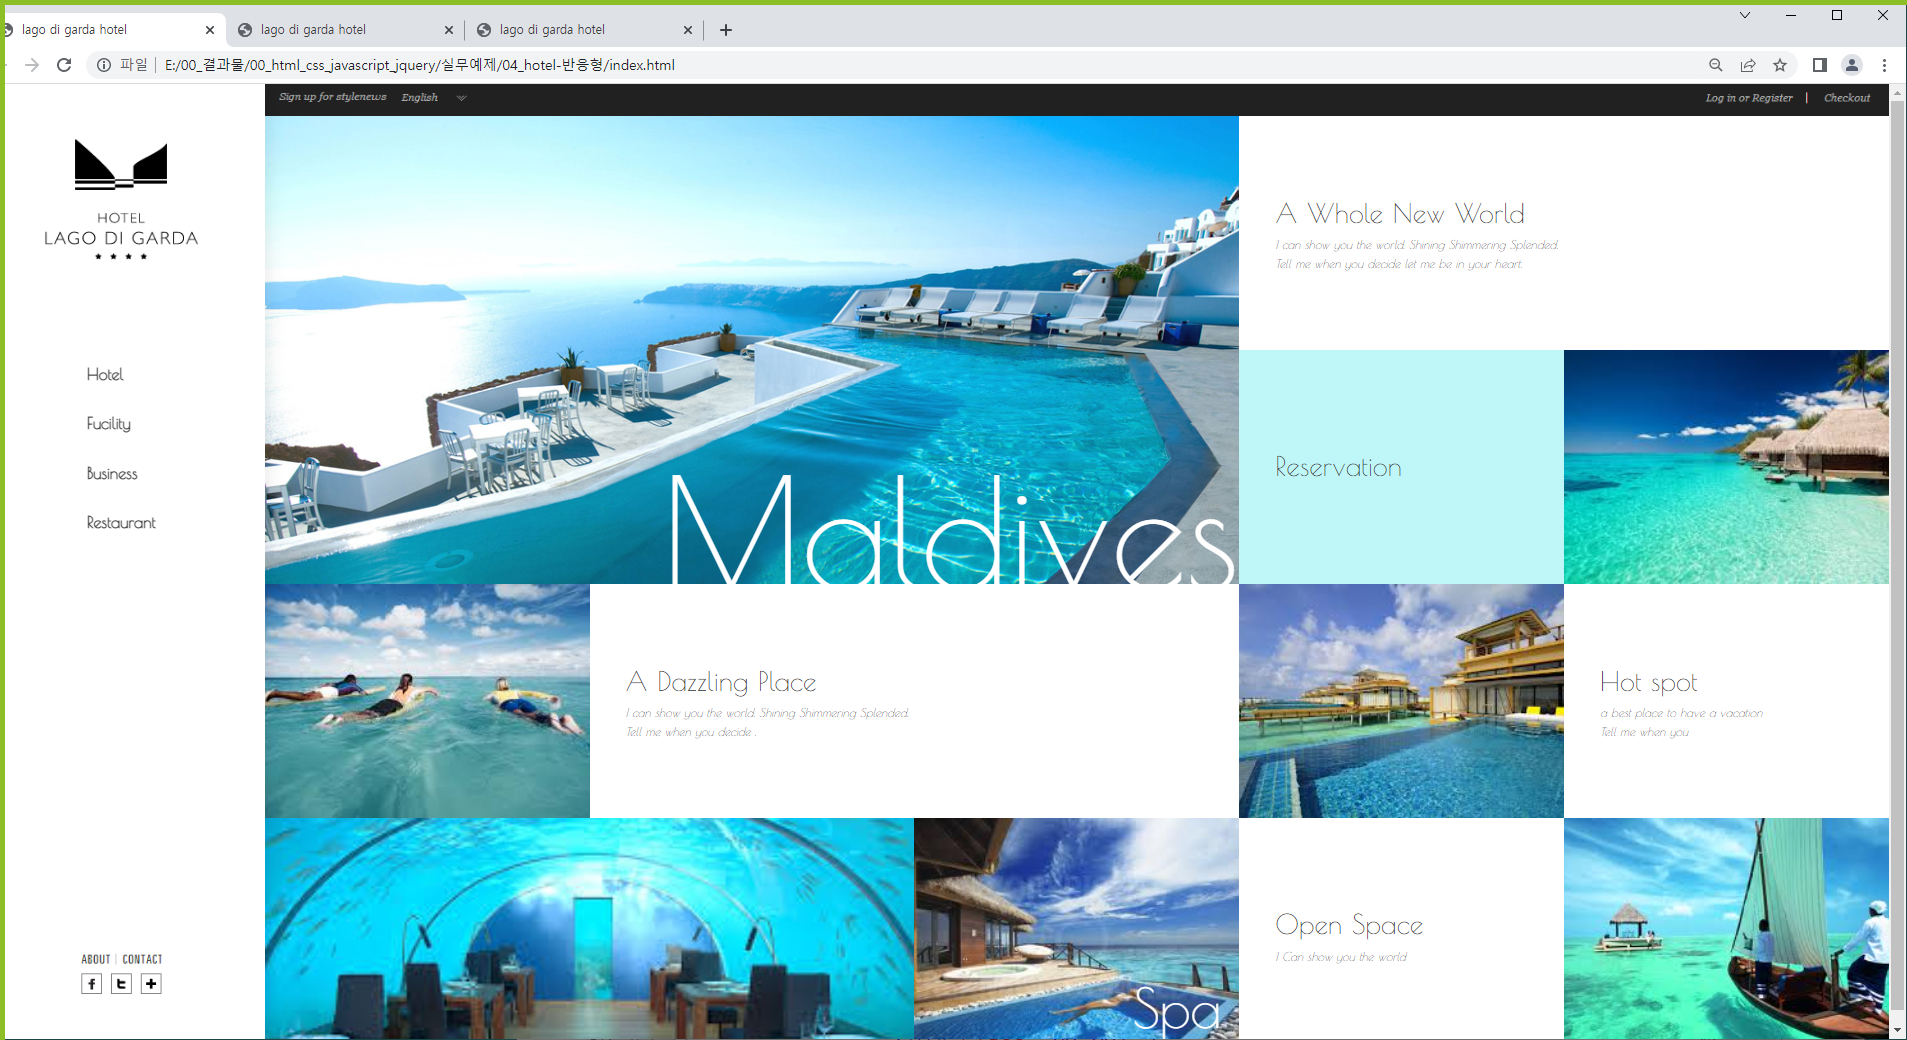 lago di garda hotel
lago di garda hotel
lago di garda hotel
파일 E:/00_결과물/00_html_css_javascript_jquery/실무예제/04_hotel-반응형/index.html
Sign up for stylenews English
Log in or Register | Checkout
HOTEL
LAGO DI GARDA
Hotel
Fucility
Business
Restaurant
ABOUT | CONTACT
Maldives
A Whole New World
I can show you the world. Shining Shimmering Splended.
Tell me when you decide let me be in your heart.
Reservation
A Dazzling Place
I can show you the world. Shining Shimmering Splended.
Tell me when you decide .
Hot spot
a best place to have a vacation
Tell me when you
Spa
Open Space
I Can show you the world